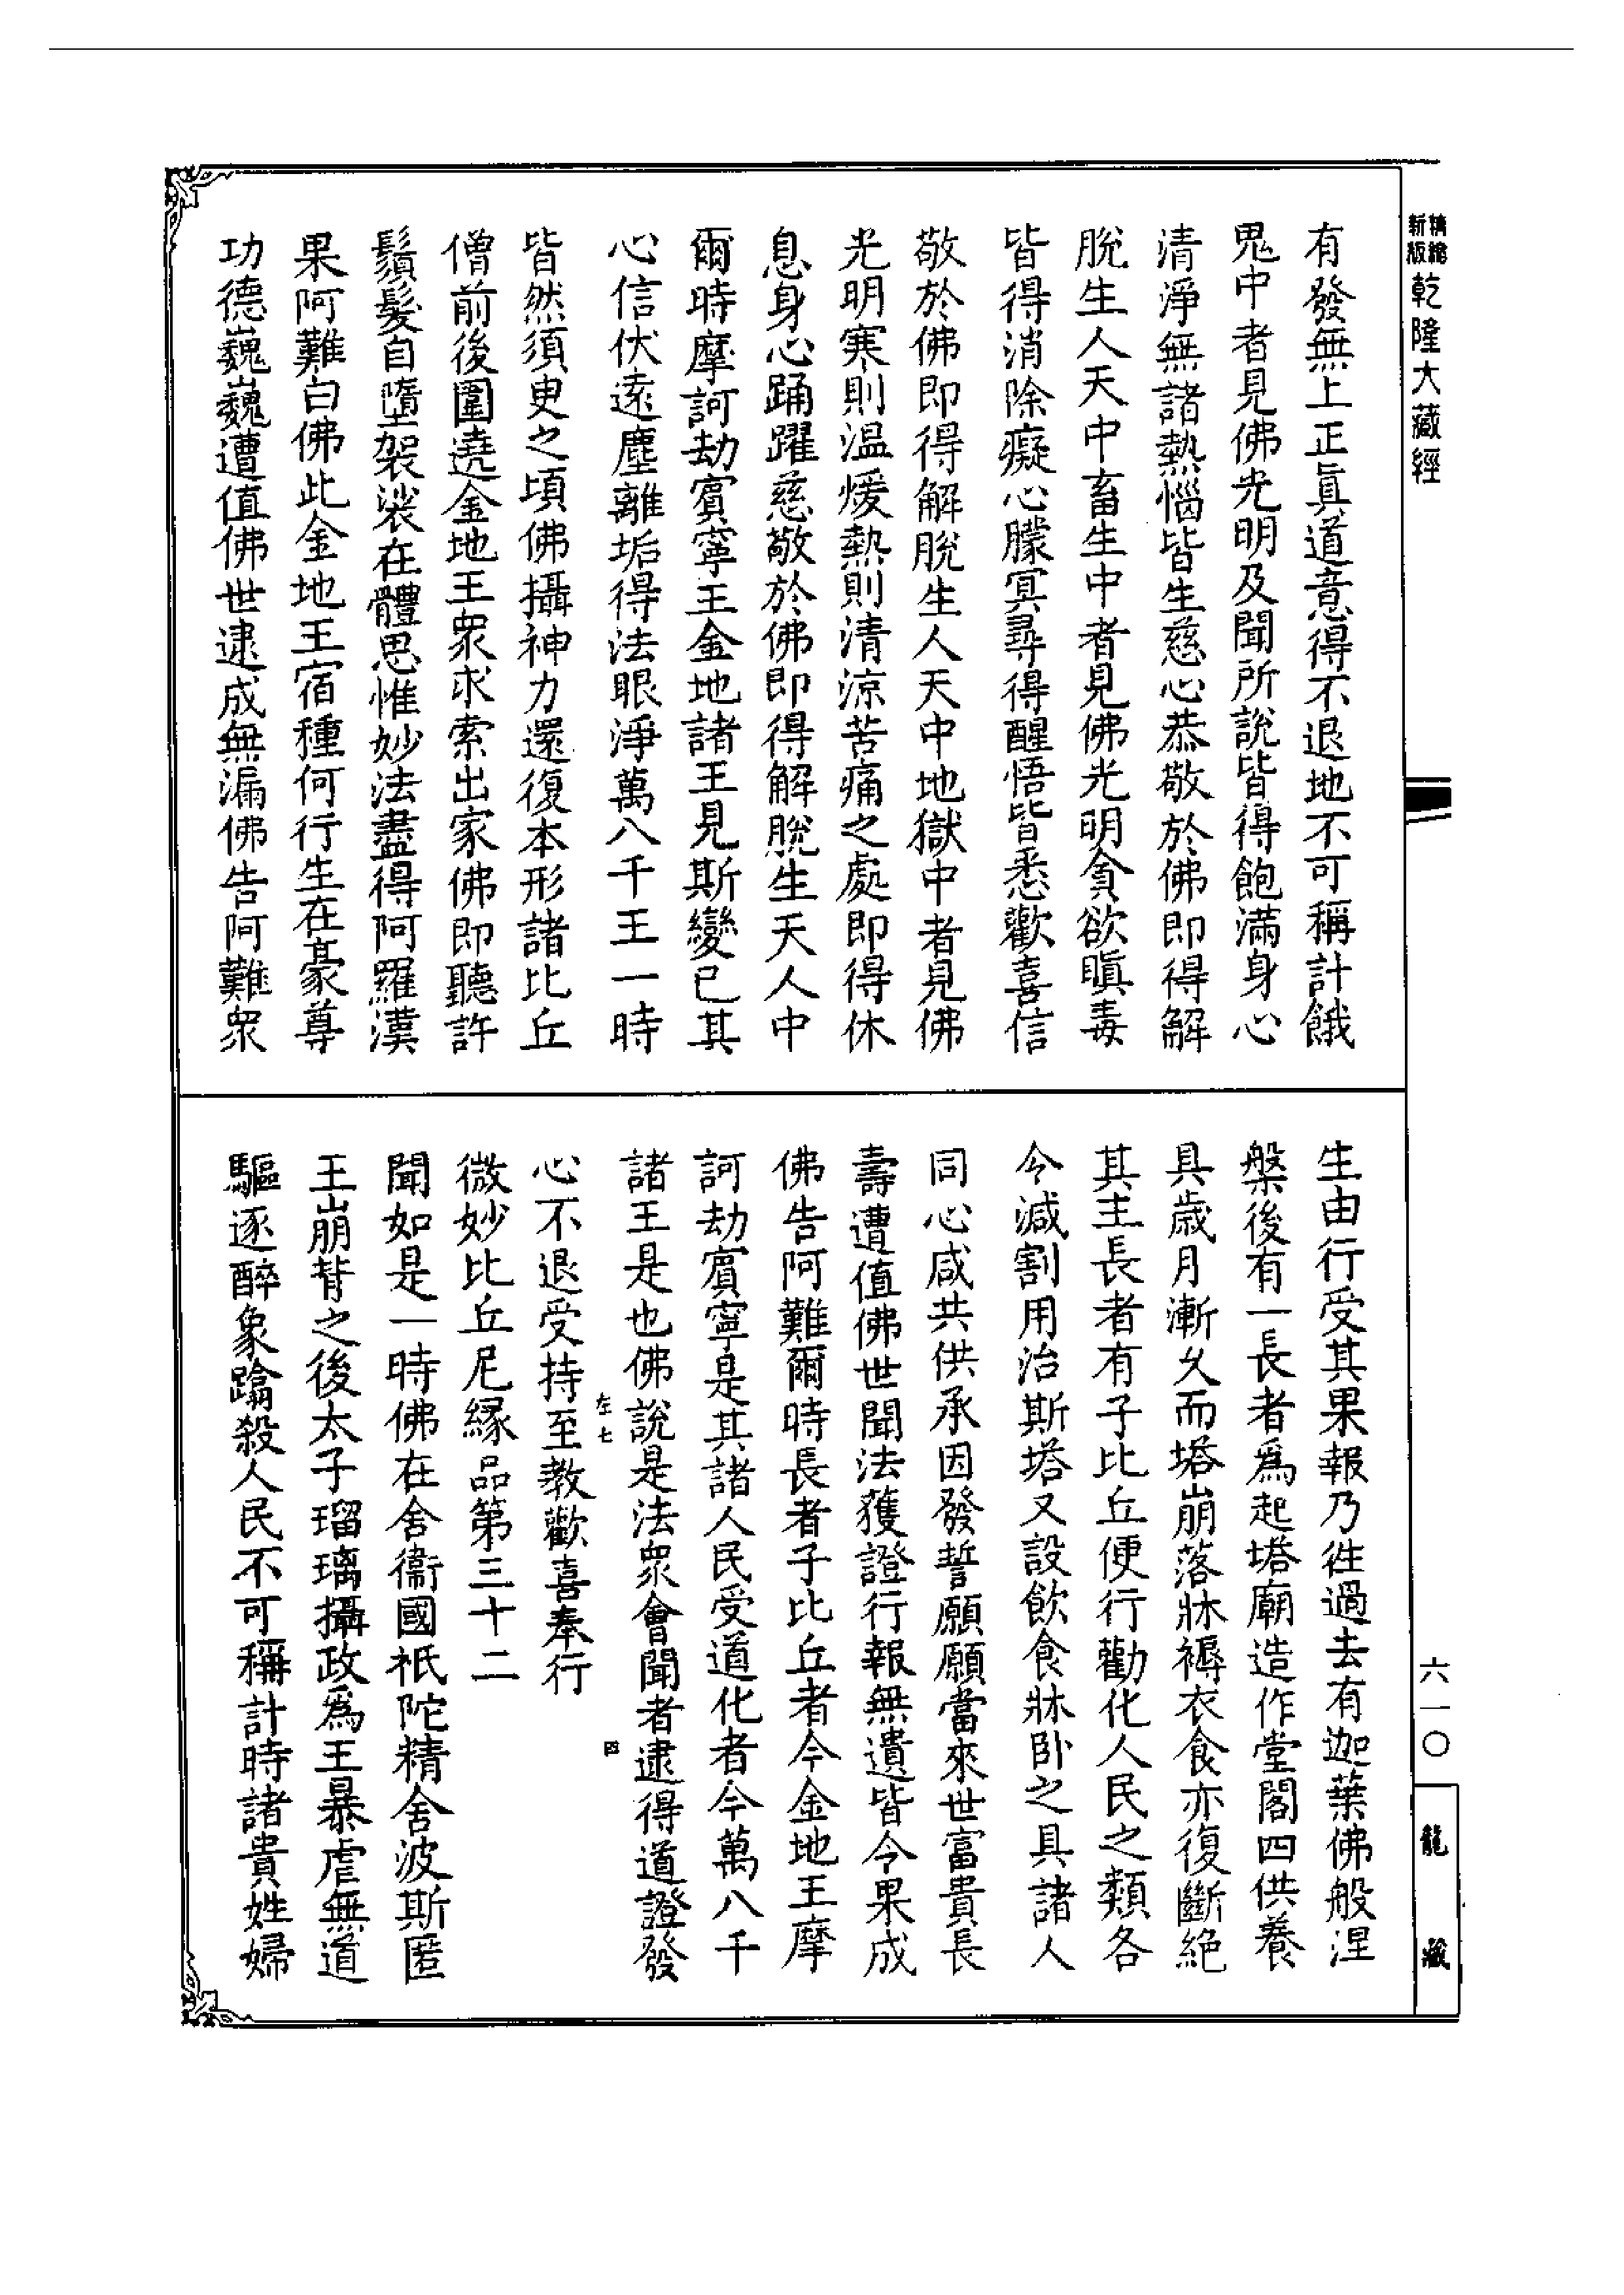 精縮
新版
乾隆大藏經
有發無上正眞道意得不退地不可稱計餓
鬼中者見佛光明及聞所說皆得飽滿身心
清淨無諸熱惱皆生慈心恭敬於佛即得解
脫生人天中畜生中者見佛光明貪欲瞋毒
皆得消除癡心朦冥尋得醒悟皆悉歡喜信
敬於佛即得解脫生人天中地獄中者見佛
光明寒則温煖熱則清涼苦痛之處即得休
息身心踊躍慈敬於佛即得解脫生天人中
爾時摩訶劫賓寧王金地諸王見斯變已其
心信伏遠塵離垢得法眼淨萬八千王一時
皆然須臾之頃佛攝神力還復本形諸比丘
僧前後圍遶金地王衆求索出家佛即聽許
鬚髮自墮袈裟在體思惟妙法盡得阿羅漢
果阿難白佛此金地王宿種何行生在豪尊
功德巍巍遭值佛世逮成無漏佛告阿難衆
生由行受其果報乃徃過去有迦葉佛般涅
槃後有一長者爲起塔廟造作堂閣四供養
具歳月漸久而塔崩落牀褥衣食亦復斷絶
其主長者有子比丘便行勸化人民之類各
令減割用治斯塔又設飲食牀卧之具諸人
同心咸共供承因發誓願願當來世富貴長
壽遭值佛世聞法獲證行報無遺皆令果成
佛告阿難爾時長者子比丘者今金地王摩
訶劫賓寧是其諸人民受道化者今萬八千
諸王是也佛說是法衆會聞者逮得道證發
左七
四
心不退受持至教歡喜奉行
微妙比丘尼縁品第三十二
聞如是一時佛在舍衞國祇陀精舍波斯匿
王崩背之後太子瑠璃攝政爲王暴虐無道
驅逐醉象蹹殺人民不可稱計時諸貴姓婦
六一〇
龍藏